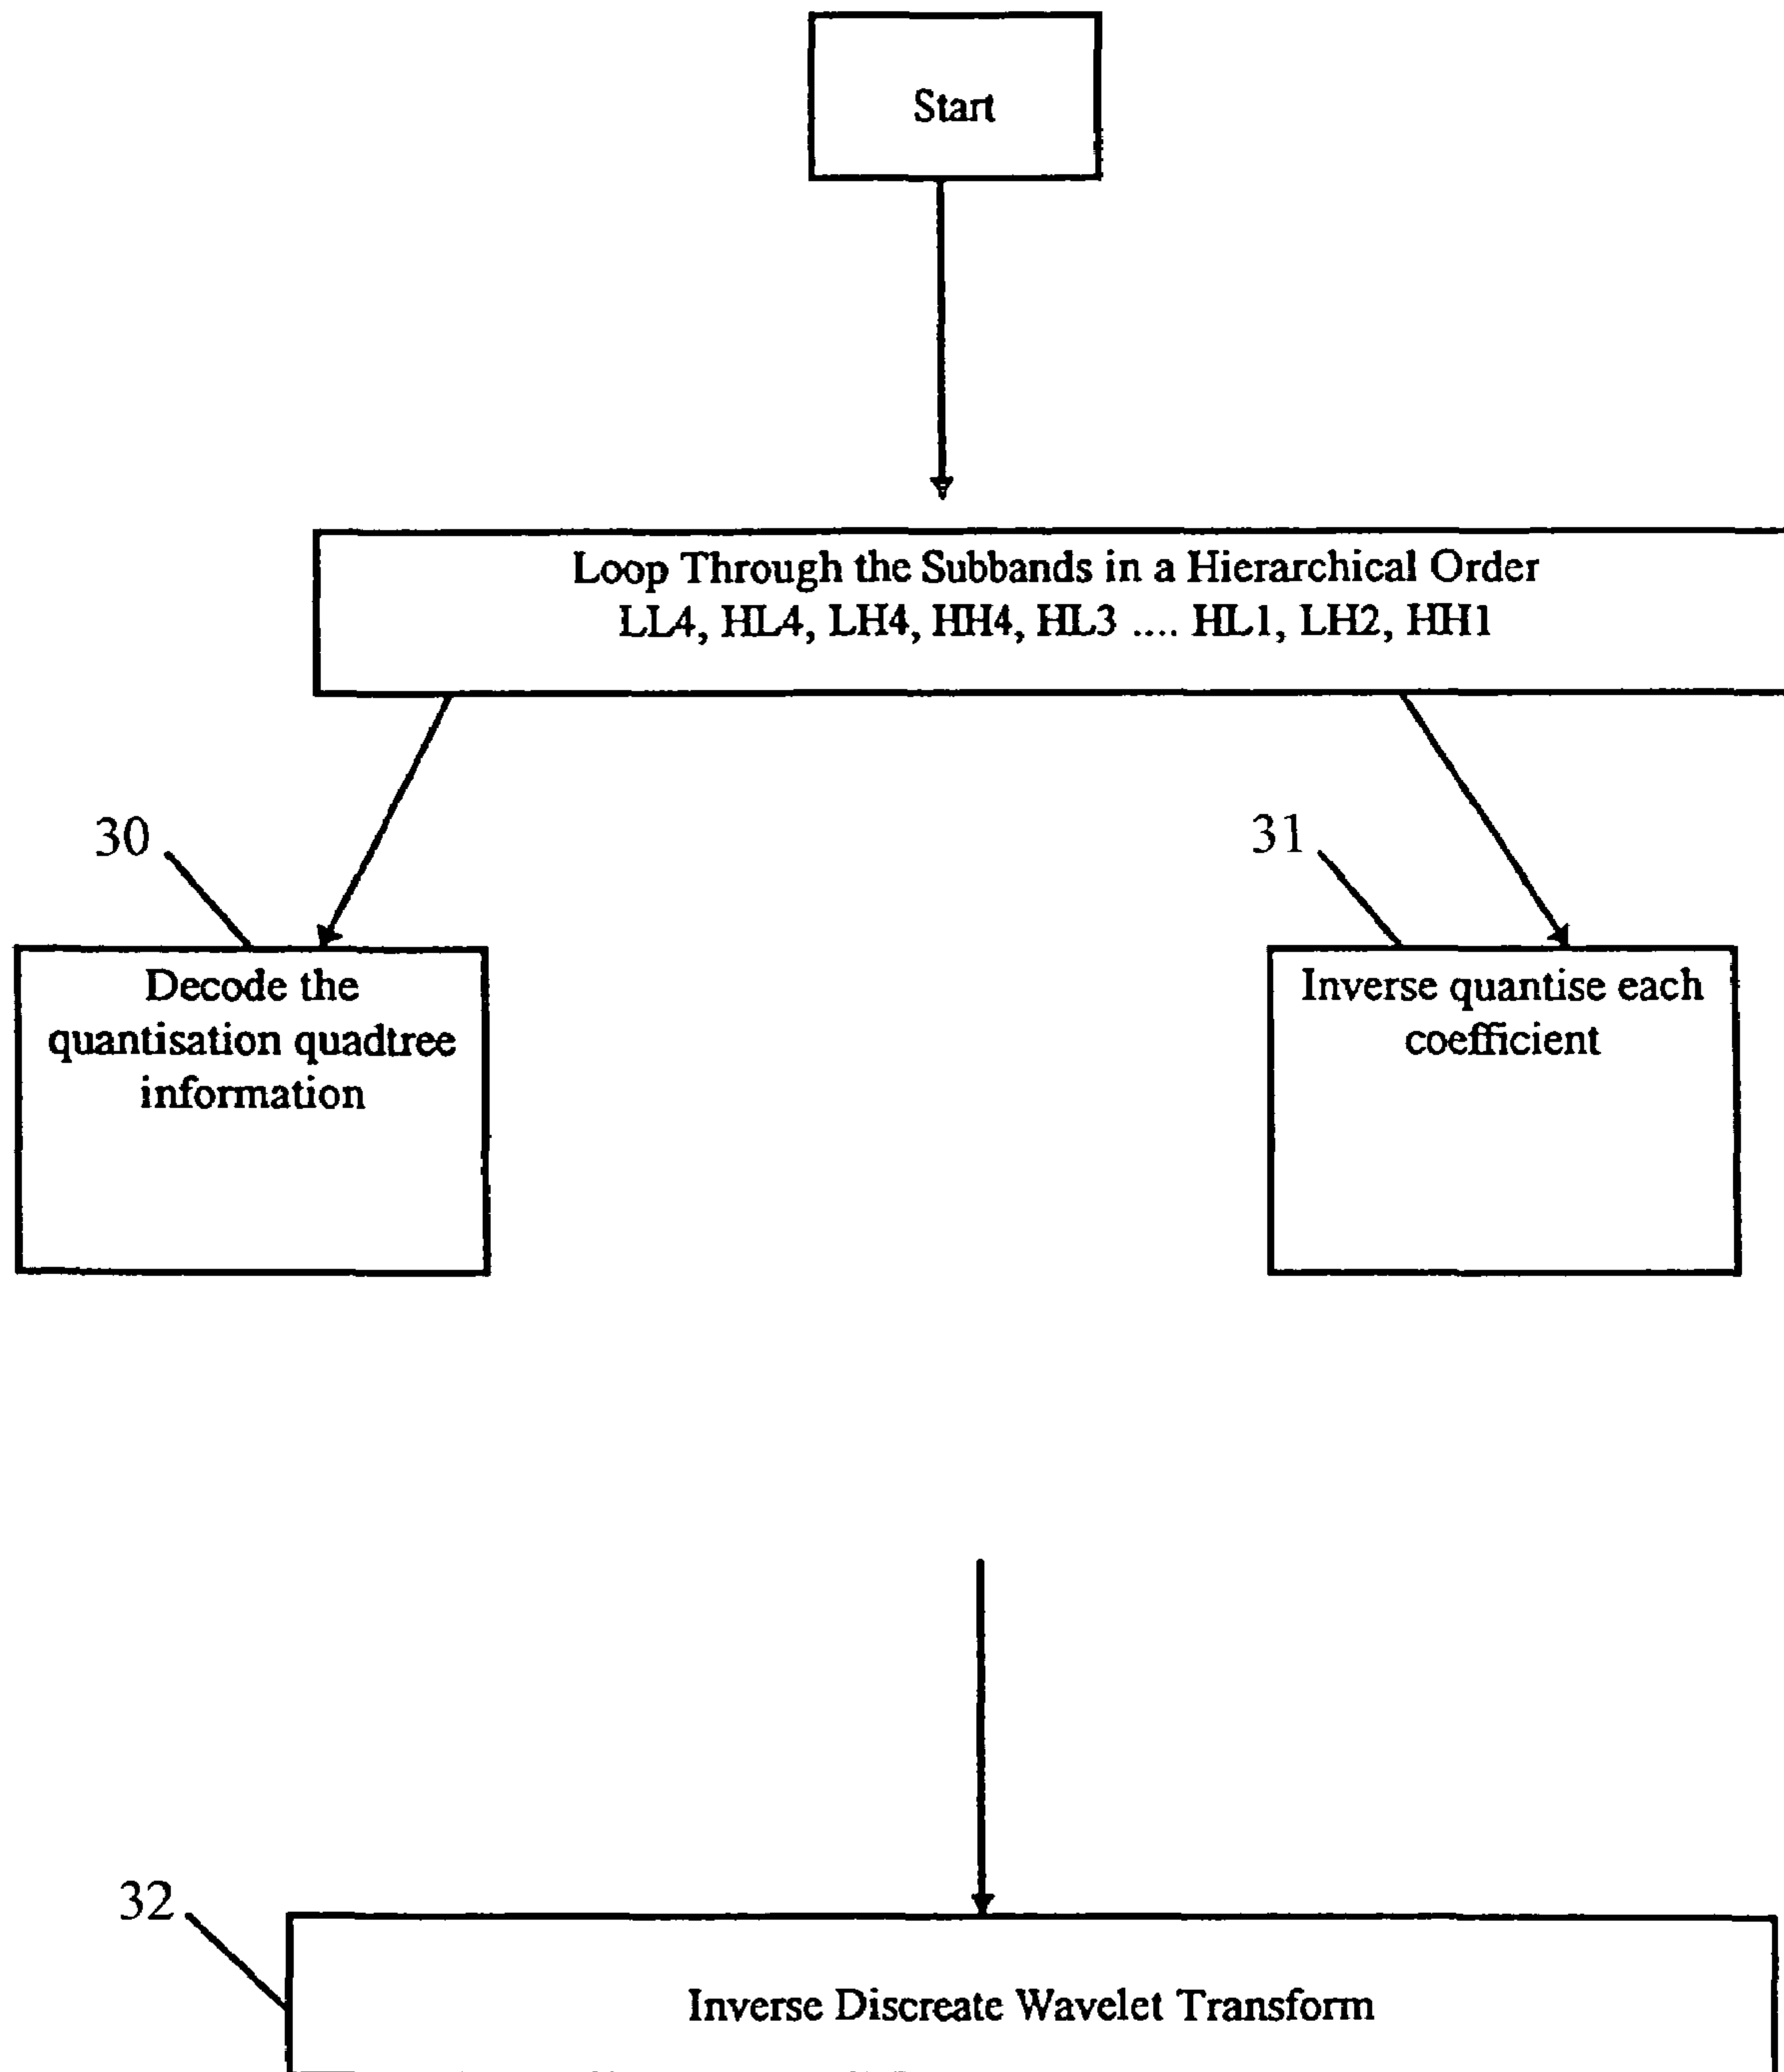 Start
Loop Through the Subbands in a Hierarchical Order
LL4, HL4, LH4, HH4, HL3 .... HL1, LH2, HH1
30
31
Decode the
quantisation quadtree
information
Inverse quantise each
coefficient
32
Inverse Discreate Wavelet Transform